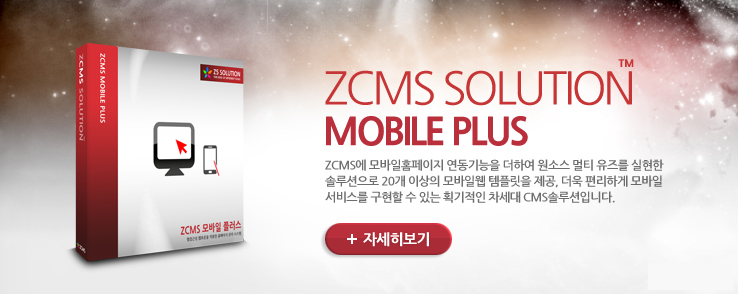 ZCMS SOLUTION™
MOBILE PLUS
ZCMS에 모바일홈페이지 연동기능을 더하여 원소스 멀티 유즈를 실현한
솔루션으로 20개 이상의 모바일웹 템플릿을 제공, 더욱 편리하게 모바일
서비스를 구현할 수 있는 획기적인 차세대 CMS솔루션입니다.
+ 자세히보기
ZCMS SOLUTION
ZCMS MOBILE PLUS
ZS SOLUTION
ZCMS 모바일 플러스